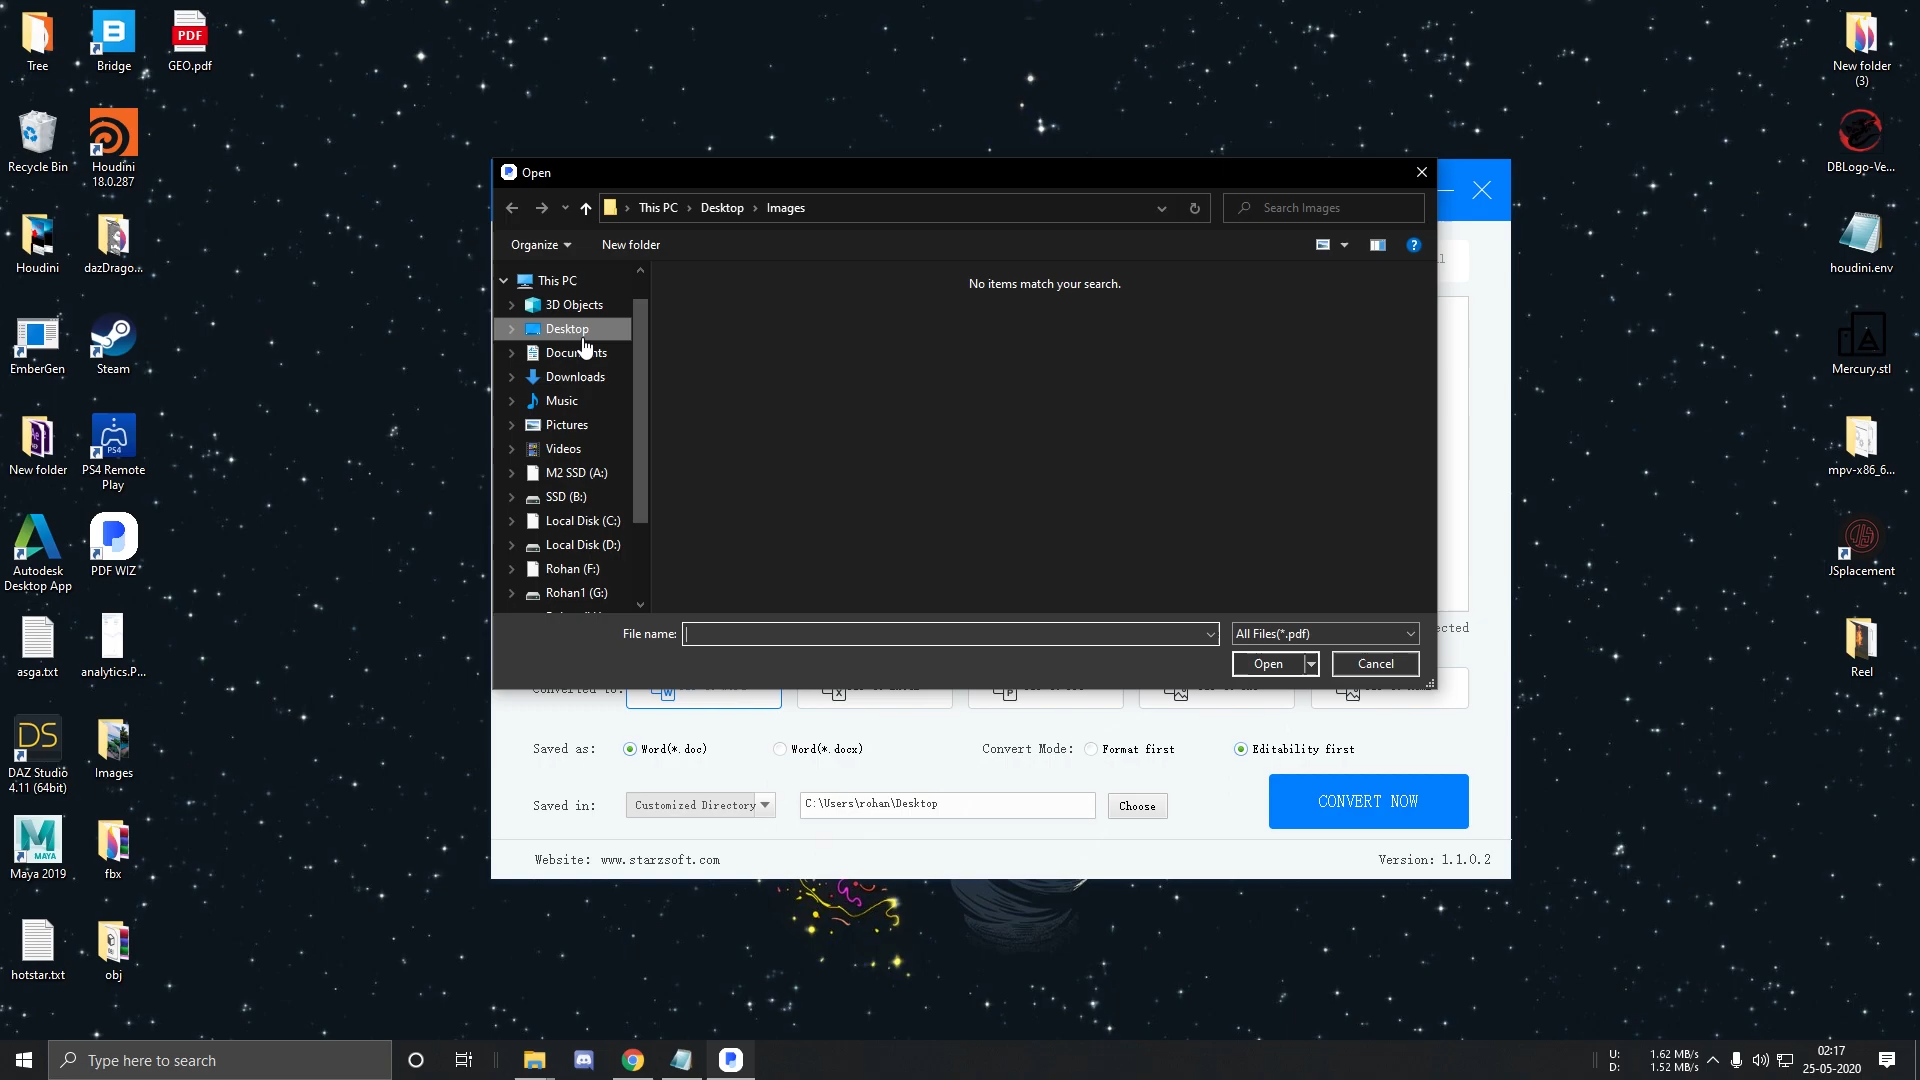 Tree
Bridge
PDF
GEO.pdf
Recycle Bin
Houdini
18.0.287
Houdini
dazDrago...
EmberGen
Steam
New folder
PS4
PS4 Remote
Play
Autodesk
Desktop App
PDF WIZ
asga.txt
analytics.P...
DS
DAZ Studio
4.11 (64bit)
Images
MAYA
Maya 2019
fbx
hotstar.txt
obj
Open
This PC
Desktop
Images
Search Images
Organize
New folder
This PC
3D Objects
Desktop
Documents
Downloads
Music
Pictures
Videos
M2 SSD (A:)
SSD (B:)
Local Disk (C:)
Local Disk (D:)
Rohan (F:)
Rohan1 (G:)
No items match your search.
File name:
All Files(*.pdf)
Open
Cancel
Converted to:
Saved as:
Word(*.doc)
Word(*.docx)
Convert Mode:
Format first
Editability first
Saved in:
Customized Directory
C:\Users\rohan\Desktop
Choose
CONVERT NOW
Website: www.starzsoft.com
Version: 1.1.0.2
New folder
(3)
DBLogo-Ve...
houdini.env
Mercury.stl
mpv-x86_6...
JSplacement
Reel
Type here to search
U:
D:
1.62 MB/s
1.52 MB/s
02:17
25-05-2020